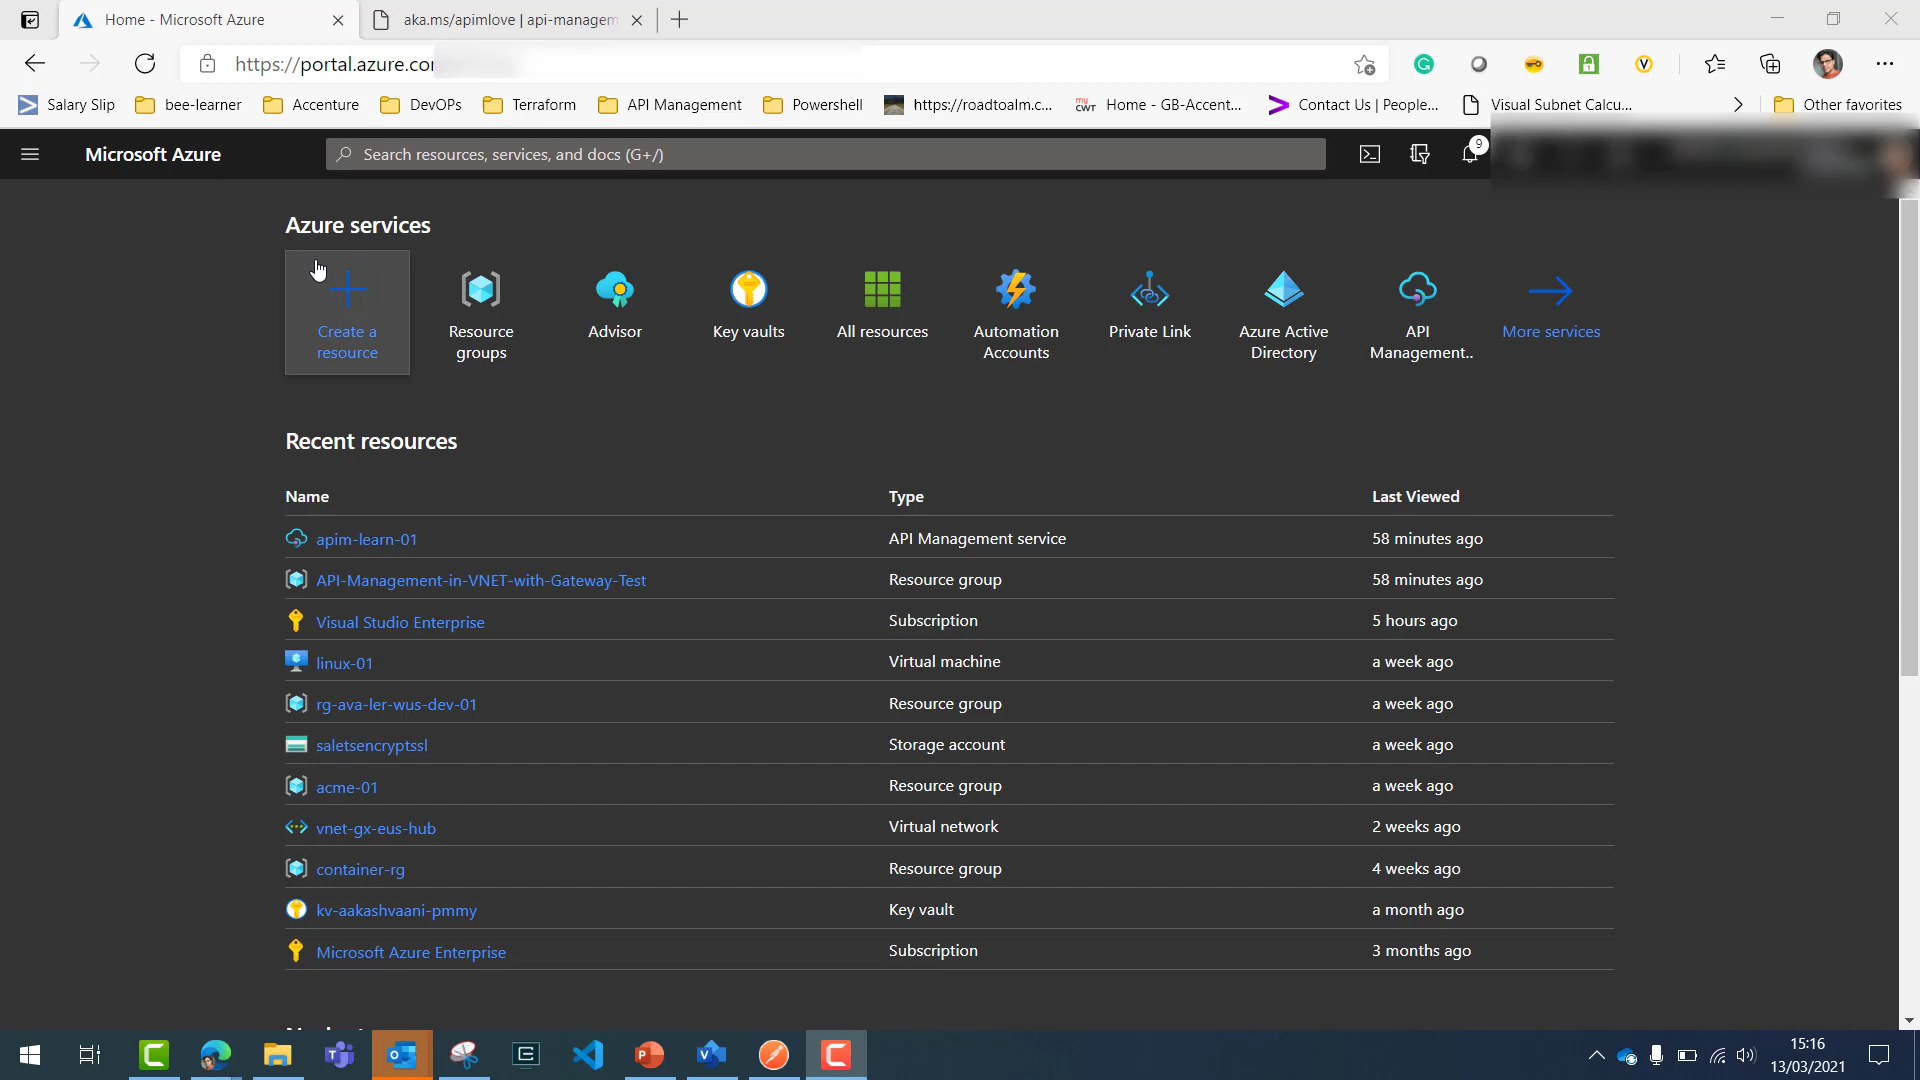 Home - Microsoft Azure
aka.ms/apimlove | api-managem
https://portal.azure.co
Salary Slip
bee-learner
Accenture
DevOPs
Terraform
API Management
Powershell
https://roadtoalm.c...
my CWT
Home - GB-Accent...
Contact Us | People...
Visual Subnet Calcu...
Other favorites
Microsoft Azure
Search resources, services, and docs (G+/)
9
Azure services
Create a
resource
Resource
groups
Advisor
Key vaults
All resources
Automation
Accounts
Private Link
Azure Active
Directory
API
Management..
More services
Recent resources
Name Type Last Viewed
apim-learn-01 API Management service 58 minutes ago
API-Management-in-VNET-with-Gateway-Test Resource group 58 minutes ago
Visual Studio Enterprise Subscription 5 hours ago
linux-01 Virtual machine a week ago
rg-ava-ler-wus-dev-01 Resource group a week ago
saletsencryptssl Storage account a week ago
acme-01 Resource group a week ago
vnet-gx-eus-hub Virtual network 2 weeks ago
container-rg Resource group 4 weeks ago
kv-aakashvaani-pmmy Key vault a month ago
Microsoft Azure Enterprise Subscription 3 months ago
15:16
13/03/2021